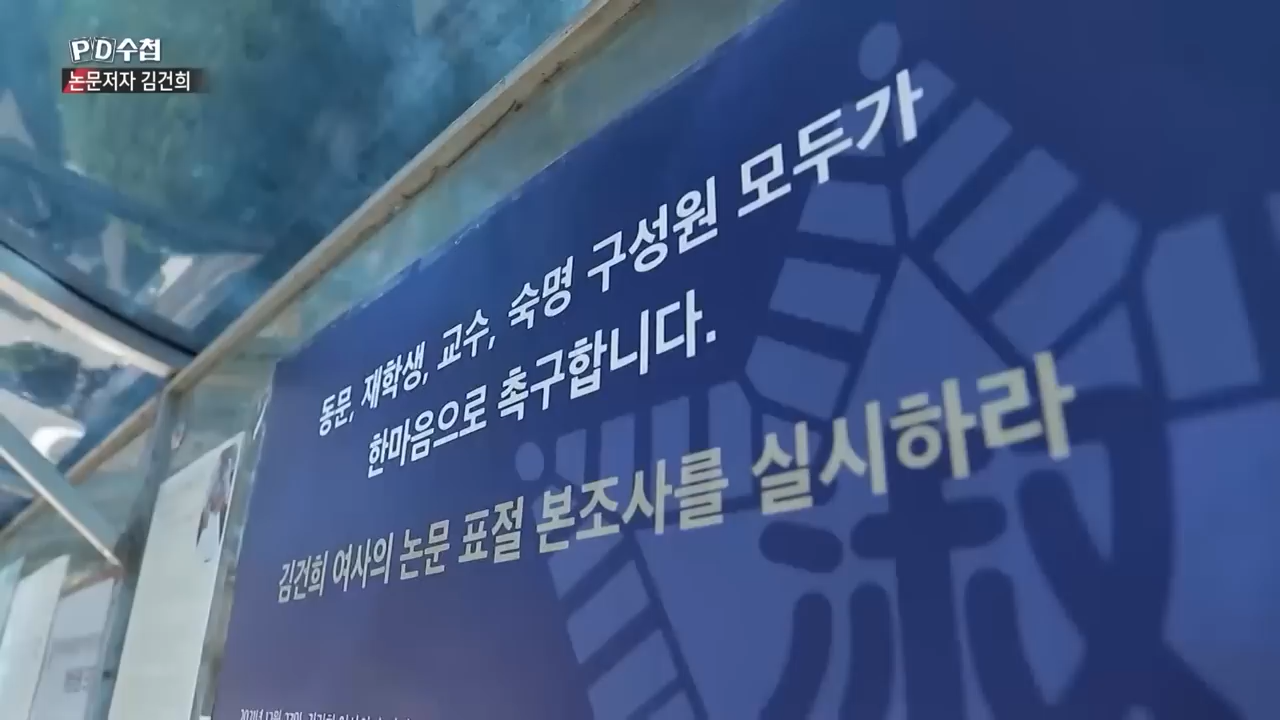 PD수첩
논문저자 김건희
동문, 재학생, 교수, 숙명 구성원 모두가
한마음으로 촉구합니다.
김건희 여사의 논문 표절 본조사를 실시하라
淑